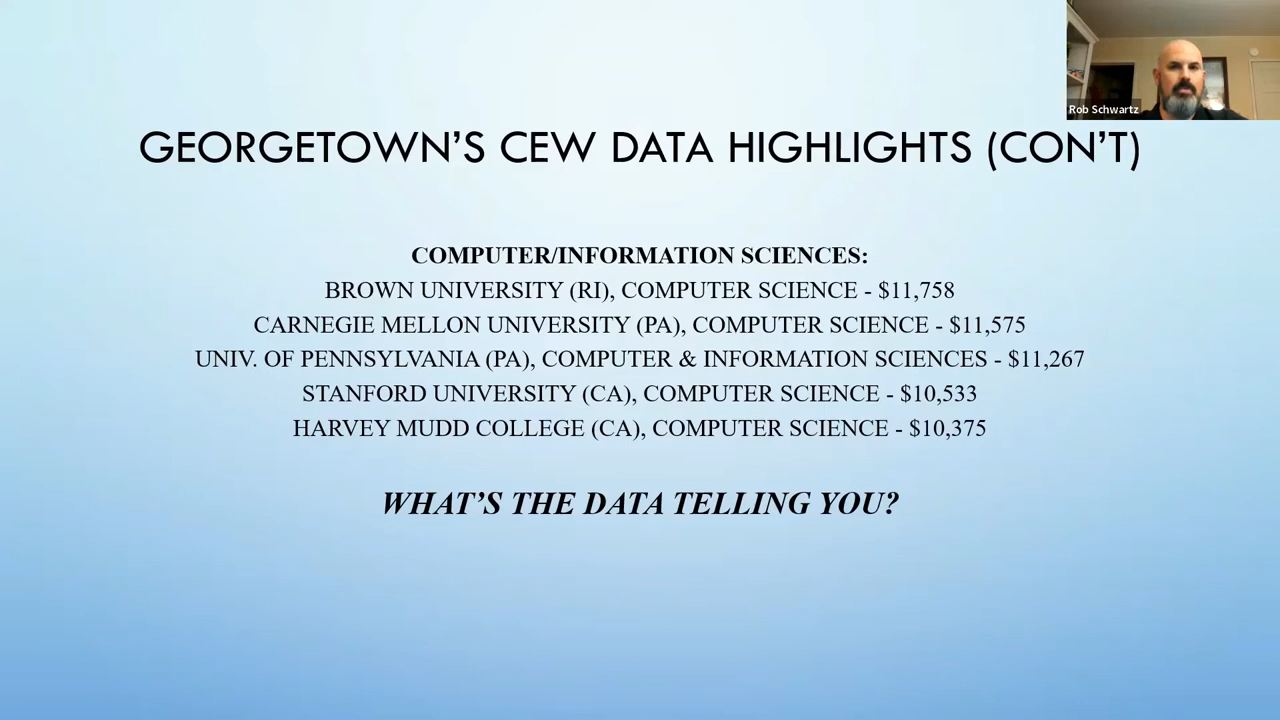 Rob Schwartz
GEORGETOWN'S CEW DATA HIGHLIGHTS (CON'T)
COMPUTER/INFORMATION SCIENCES:
BROWN UNIVERSITY (RI), COMPUTER SCIENCE - $11,758
CARNEGIE MELLON UNIVERSITY (PA), COMPUTER SCIENCE - $11,575
UNIV. OF PENNSYLVANIA (PA), COMPUTER & INFORMATION SCIENCES - $11,267
STANFORD UNIVERSITY (CA), COMPUTER SCIENCE - $10,533
HARVEY MUDD COLLEGE (CA), COMPUTER SCIENCE - $10,375
WHAT'S THE DATA TELLING YOU?